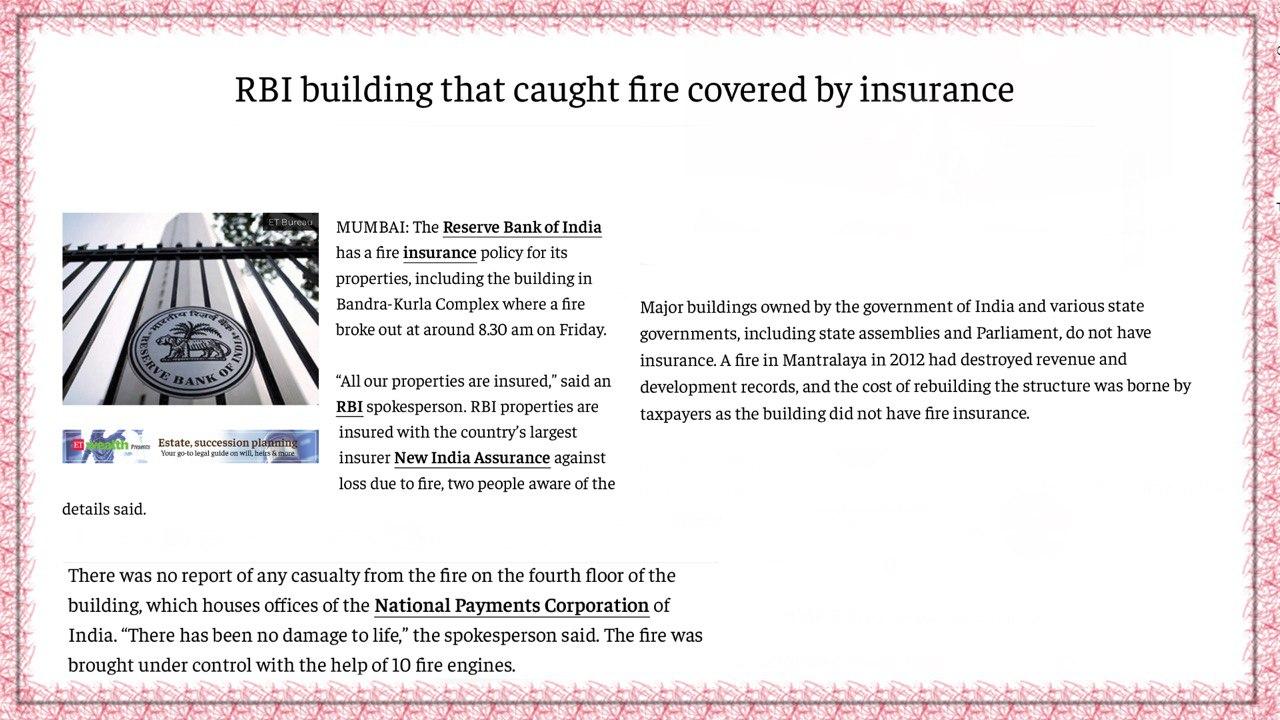 RBI building that caught fire covered by insurance
ET Bureau
भारतीय रिज़र्व बैंक
RESERVE BANK OF
ET wealth Presents
Estate, succession planning
Your go-to legal guide on will, heirs & more
MUMBAI: The Reserve Bank of India
has a fire insurance policy for its
properties, including the building in
Bandra-Kurla Complex where a fire
broke out at around 8.30 am on Friday.
“All our properties are insured,” said an
RBI spokesperson. RBI properties are
insured with the country’s largest
insurer New India Assurance against
loss due to fire, two people aware of the
details said.
Major buildings owned by the government of India and various state
governments, including state assemblies and Parliament, do not have
insurance. A fire in Mantralaya in 2012 had destroyed revenue and
development records, and the cost of rebuilding the structure was borne by
taxpayers as the building did not have fire insurance.
There was no report of any casualty from the fire on the fourth floor of the
building, which houses offices of the National Payments Corporation of
India. “There has been no damage to life,” the spokesperson said. The fire was
brought under control with the help of 10 fire engines.